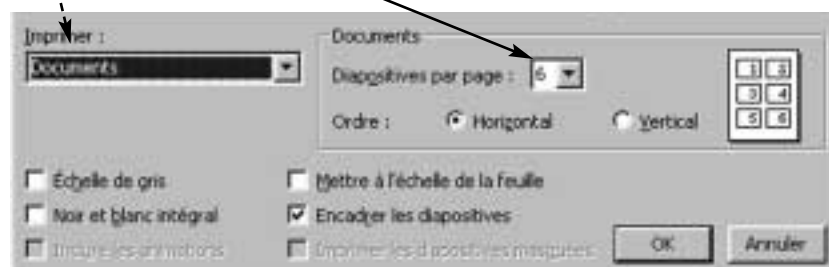 Imprimer :
Documents
Documents
Diapositives par page : 6
Ordre : Horizontal Vertical
1 2
3 4
5 6
Échelle de gris
Mettre à l'échelle de la feuille
Noir et blanc intégral
Encadrer les diapositives
Inclure les animations
Imprimer les diapositives masquées
OK
Annuler